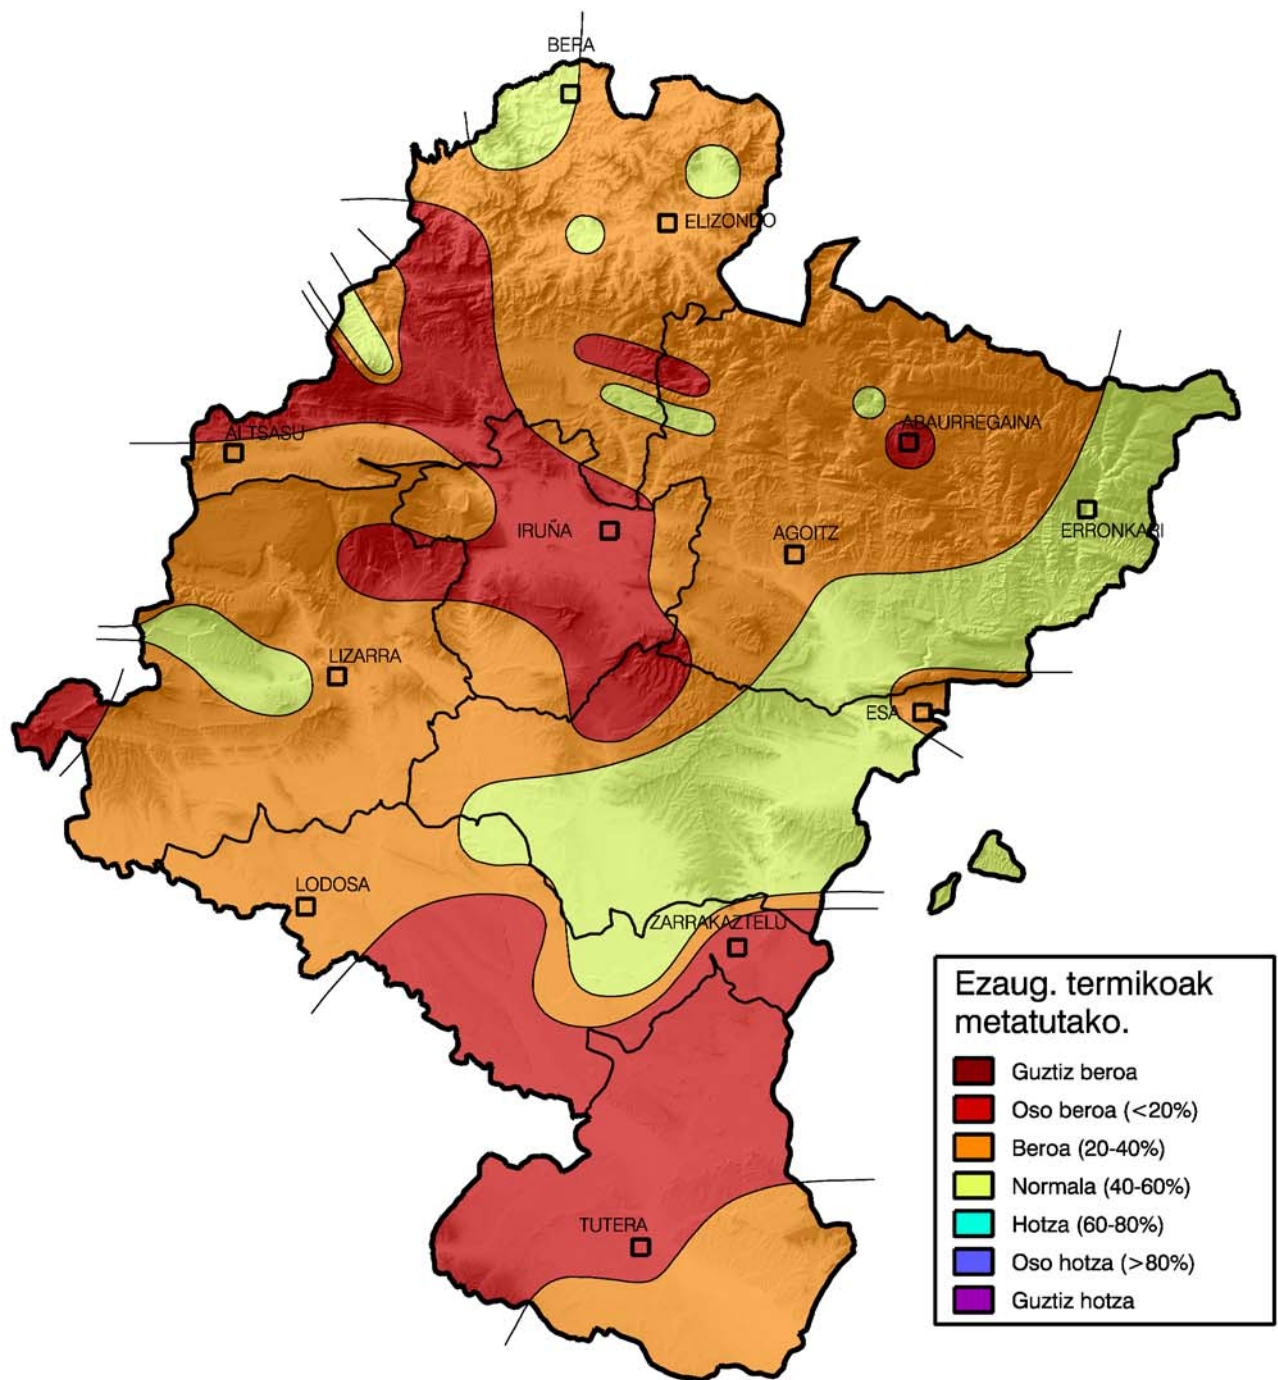 BERA
ELIZONDO
ALTSASU
ABAURREGAINA
IRUÑA
AGOITZ
ERRONKARI
LIZARRA
ESA
LODOSA
ZARRAKAZTELU
TUTERA
Ezaug. termikoak
metatutako.
Guztiz beroa
Oso beroa (<20%)
Beroa (20-40%)
Normala (40-60%)
Hotza (60-80%)
Oso hotza (>80%)
Guztiz hotza